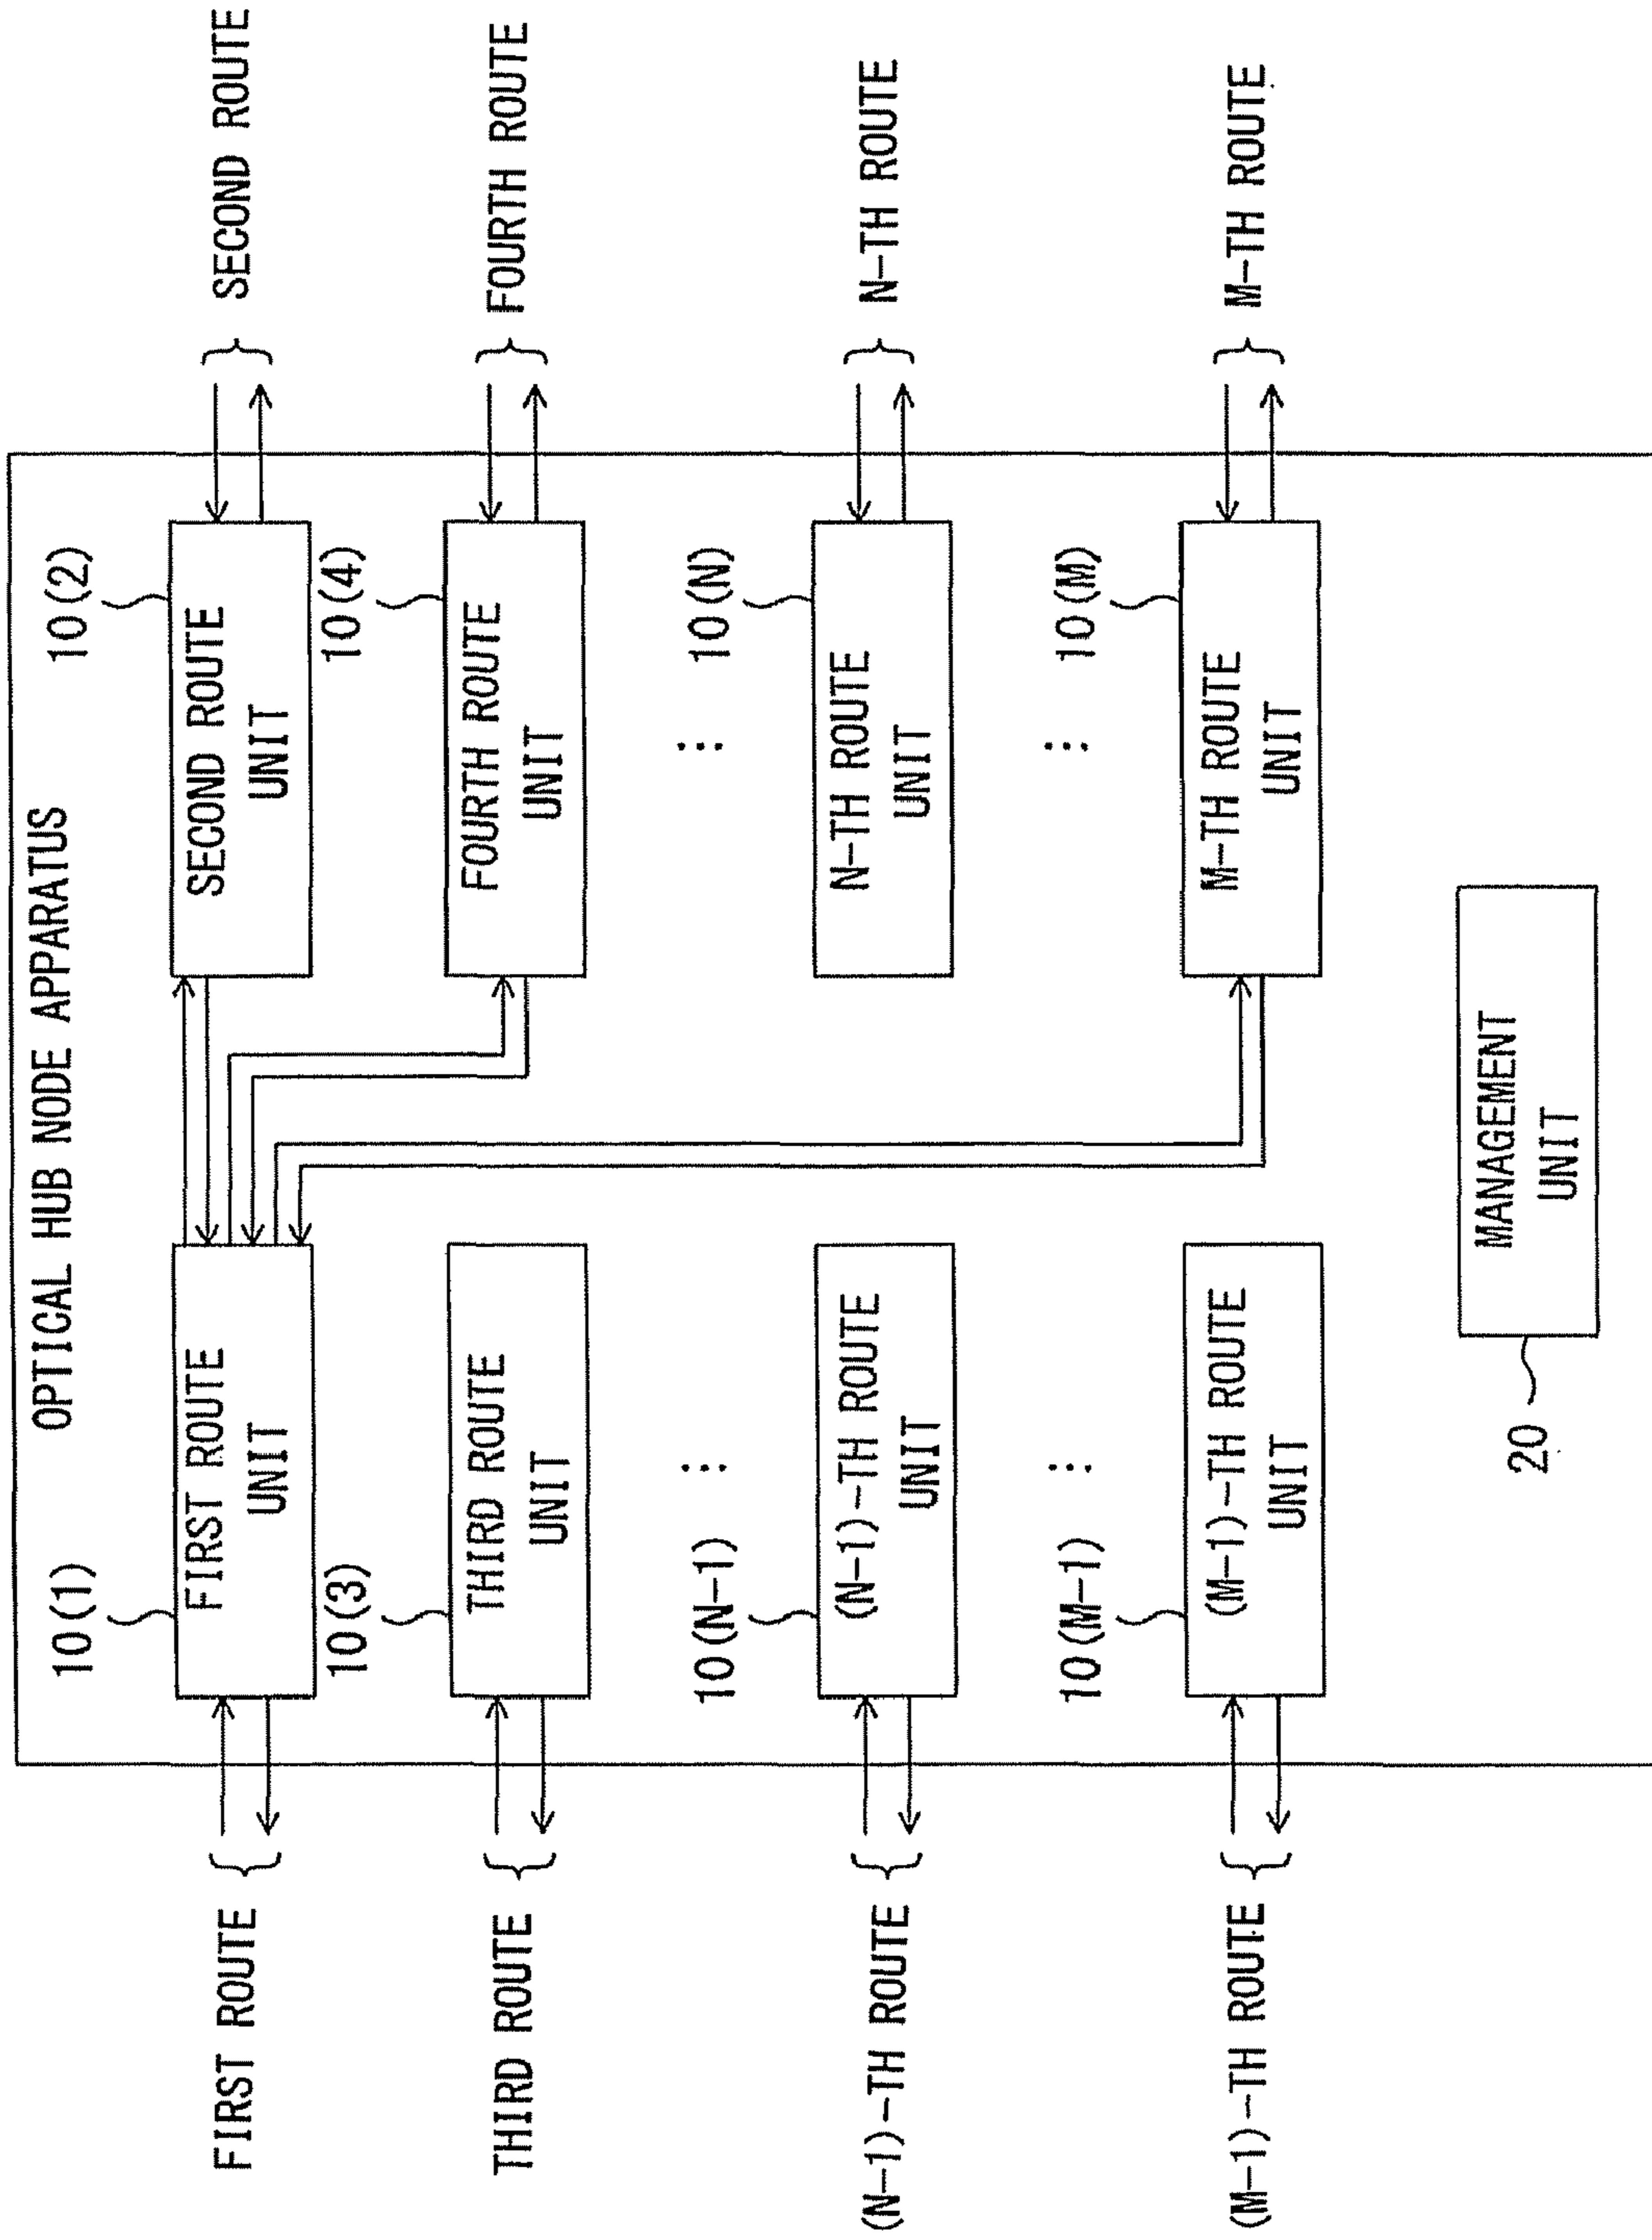 OPTICAL HUB NODE APPARATUS
10(1)
10(2)
FIRST ROUTE
FIRST ROUTE
UNIT
SECOND ROUTE
UNIT
SECOND ROUTE
10(3)
10(4)
THIRD ROUTE
THIRD ROUTE
UNIT
FOURTH ROUTE
UNIT
FOURTH ROUTE
...
...
10(N-1)
10(N)
(N-1)-TH ROUTE
(N-1)-TH ROUTE
UNIT
N-TH ROUTE
UNIT
N-TH ROUTE
...
...
10(M-1)
10(M)
(M-1)-TH ROUTE
(M-1)-TH ROUTE
UNIT
M-TH ROUTE
UNIT
M-TH ROUTE
20
MANAGEMENT
UNIT